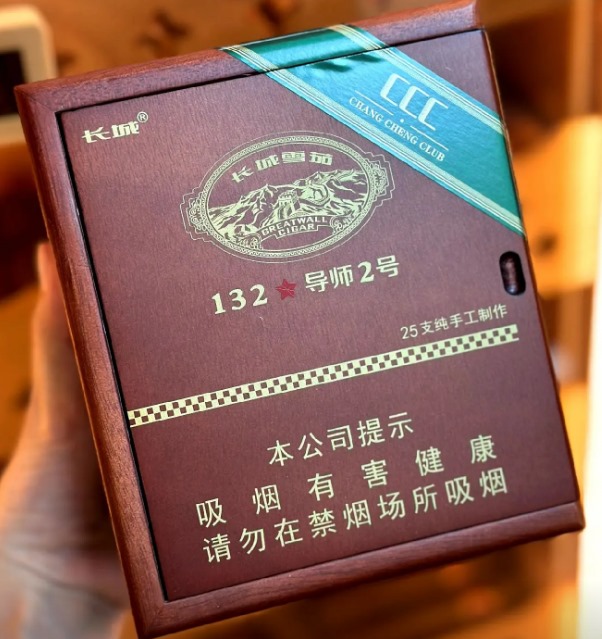 长城®
CCC
CHANG CHENG CLUB
长城雪茄
GREATWALL
CIGAR
132★导师2号
25支纯手工制作
本公司提示
吸烟有害健康
请勿在禁烟场所吸烟